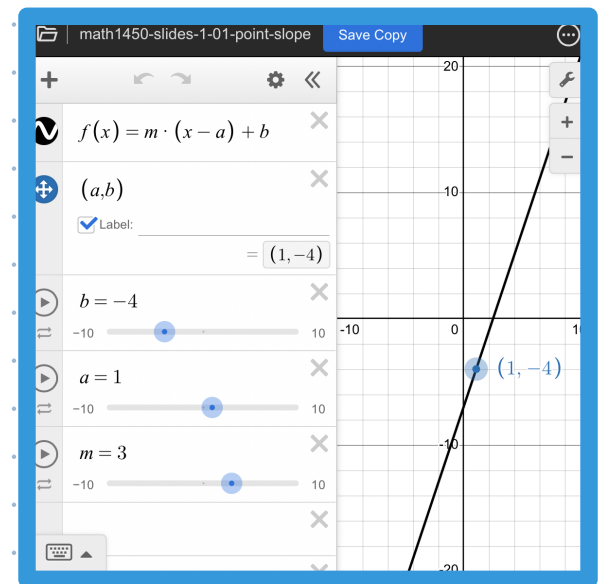 math1450-slides-1-01-point-slope Save Copy
f(x) = m · (x − a) + b
(a,b)
Label:
= (1, −4)
b = −4
−10 10
a = 1
−10 10
m = 3
−10 10
20
10
-10 0 10
(1, −4)
-10
-20